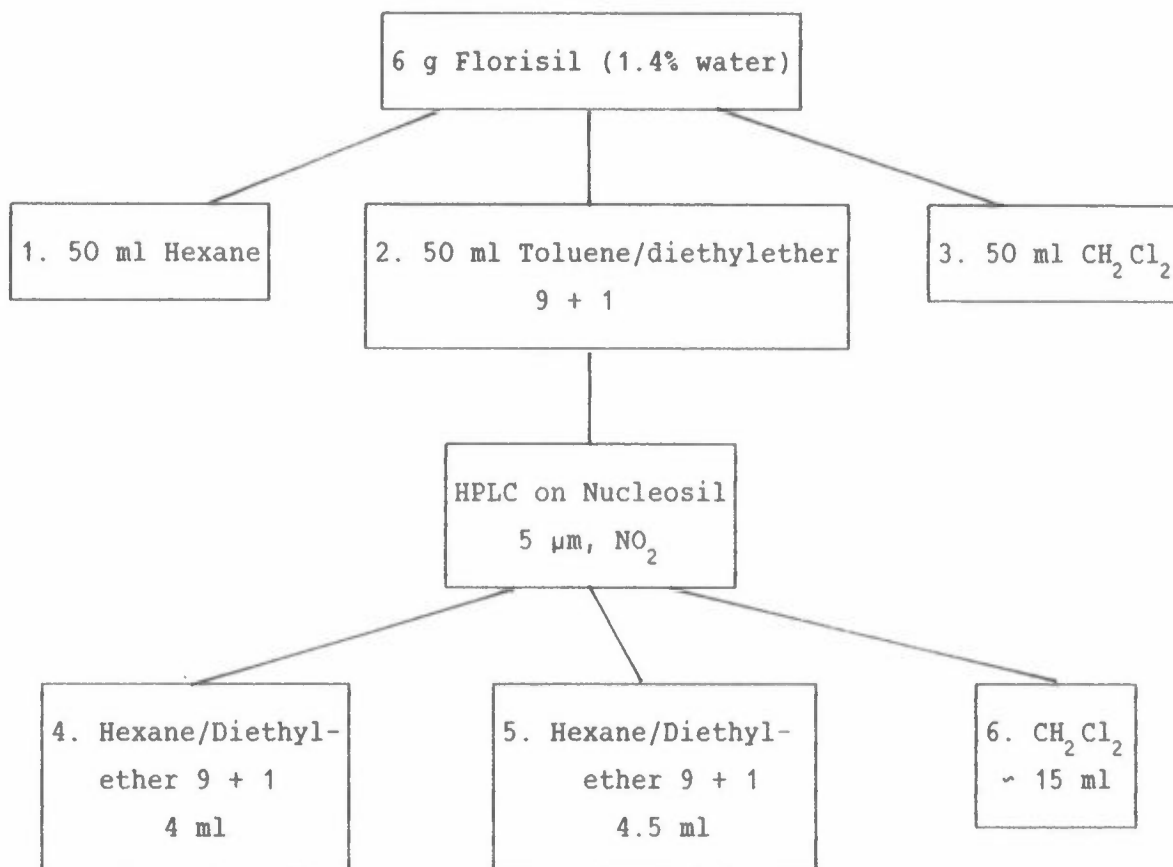 6 g Florisil (1.4% water)
1. 50 ml Hexane
2. 50 ml Toluene/diethylether
9 + 1
3. 50 ml CH₂Cl₂
HPLC on Nucleosil
5 µm, NO₂
4. Hexane/Diethyl-
ether 9 + 1
4 ml
5. Hexane/Diethyl-
ether 9 + 1
4.5 ml
6. CH₂Cl₂
~ 15 ml